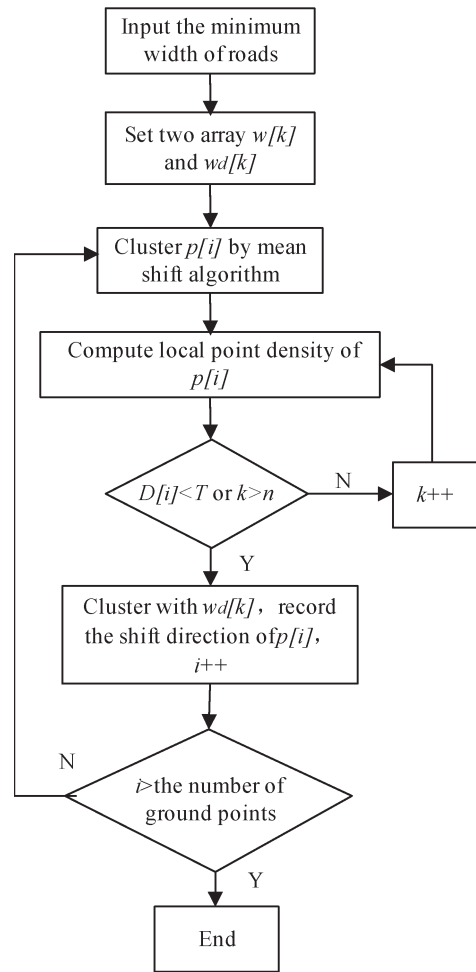 Input the minimum
width of roads
Set two array w[k]
and wd[k]
Cluster p[i] by mean
shift algorithm
Compute local point density of
p[i]
D[i]<T or k>n
N
k++
Y
Cluster with wd[k]，record
the shift direction of p[i]，
i++
N
i>the number of
ground points
Y
End